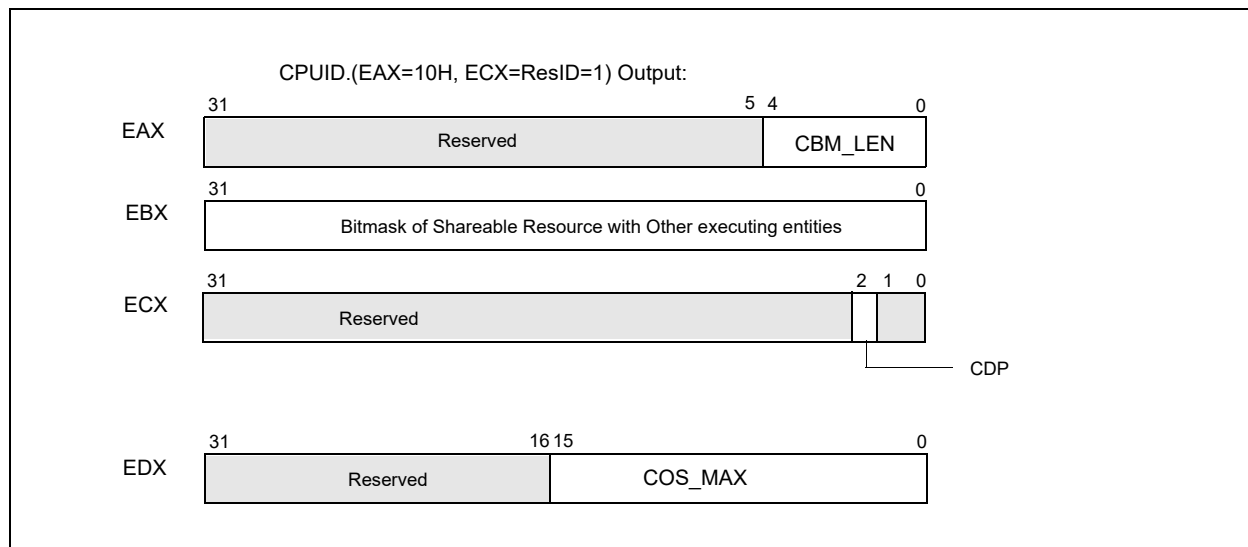 CPUID.(EAX=10H, ECX=ResID=1) Output:
31 5 4 0
EAX Reserved CBM_LEN
31 0
EBX Bitmask of Shareable Resource with Other executing entities
31 2 1 0
ECX Reserved
CDP
31 16 15 0
EDX Reserved COS_MAX